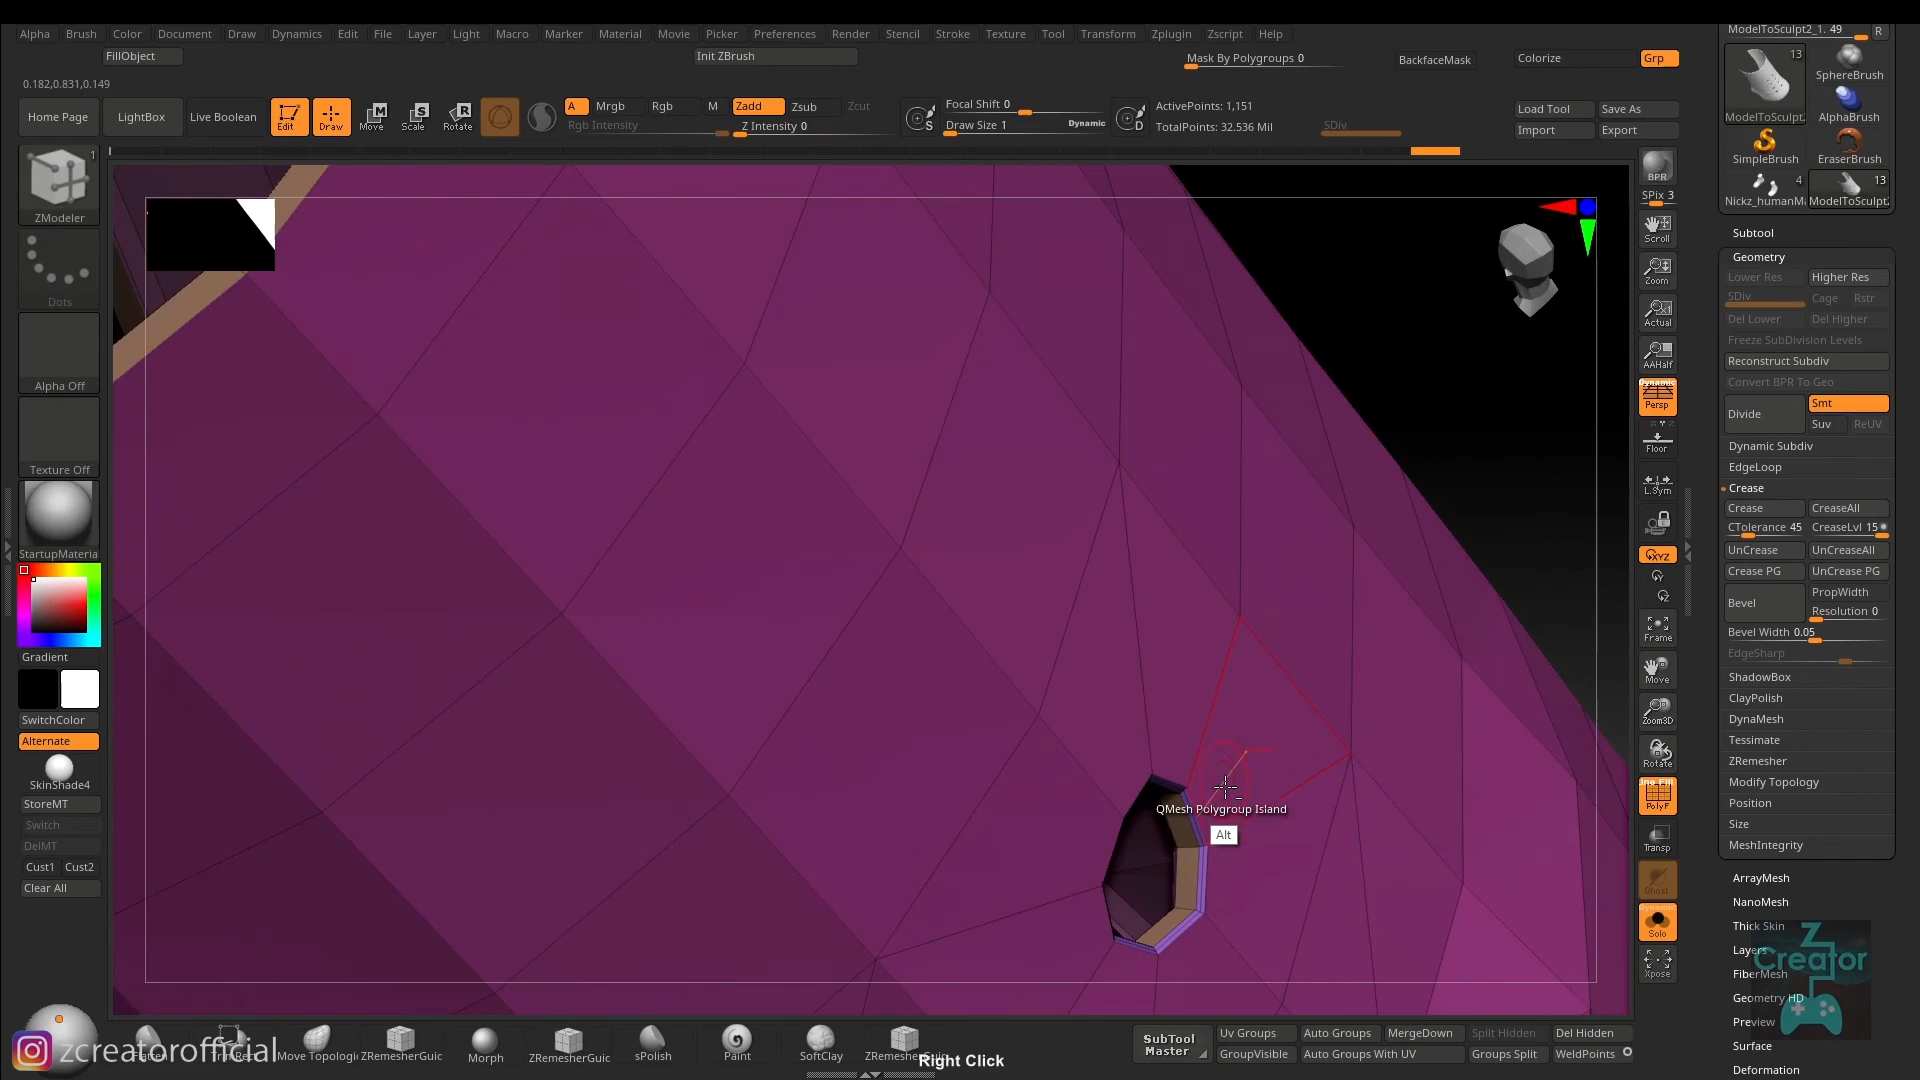 Alpha Brush Color Document Draw Dynamics Edit File Layer Light Macro Marker Material Movie Picker Preferences Render Stencil Stroke Texture Tool Transform Zplugin Zscript Help
FillObject
Init ZBrush
Mask By Polygroups 0
BackfaceMask
Colorize
Grp
0.182,0.831,0.149
Home Page
LightBox
Live Boolean
Edit
Draw
Move
Scale
Rotate
A
Mrgb
Rgb
M
Zadd
Zsub
Zcut
Rgb Intensity
Z Intensity 0
S
Focal Shift 0
Draw Size 1
Dynamic
D
ActivePoints: 1,151
TotalPoints: 32.536 Mil
SDiv
Load Tool
Save As
Import
Export
1
ZModeler
Dots
Alpha Off
Texture Off
StartupMateria
Gradient
SwitchColor
Alternate
SkinShade4
StoreMT
Switch
DelMT
Cust1 Cust2
Clear All
QMesh Polygroup Island
Alt
BPR
SPix 3
Scroll
Zoom
Actual
AAHalf
Dynamic
Persp
Floor
L.Sym
XYZ
Frame
Move
Zoom3D
Rotate
PolyF
Transp
Ghost
Dynamic
Solo
Xpose
ModelToSculpt2_1. 49
R
13
ModelToSculpt
SphereBrush
AlphaBrush
SimpleBrush
EraserBrush
4
13
Nickz_humanMa
ModelToSculpt
Subtool
Geometry
Lower Res
Higher Res
SDiv
Cage
Rstr
Del Lower
Del Higher
Freeze SubDivision Levels
Reconstruct Subdiv
Convert BPR To Geo
Divide
Smt
Suv
ReUV
Dynamic Subdiv
EdgeLoop
Crease
Crease
CreaseAll
CTolerance 45
CreaseLvl 15
UnCrease
UnCreaseAll
Crease PG
UnCrease PG
Bevel
PropWidth
Resolution 0
Bevel Width 0.05
EdgeSharp
ShadowBox
ClayPolish
DynaMesh
Tessimate
ZRemesher
Modify Topology
Position
Size
MeshIntegrity
ArrayMesh
NanoMesh
Thick Skin
Layers
FiberMesh
Geometry HD
Preview
Surface
Deformation
Z
Creator
zcreatorofficial
Move Topologi
ZRemesherGuic
Morph
ZRemesherGuic
sPolish
Paint
SoftClay
Right Click
SubTool
Master
Uv Groups
Auto Groups
MergeDown
Split Hidden
Del Hidden
GroupVisible
Auto Groups With UV
Groups Split
WeldPoints